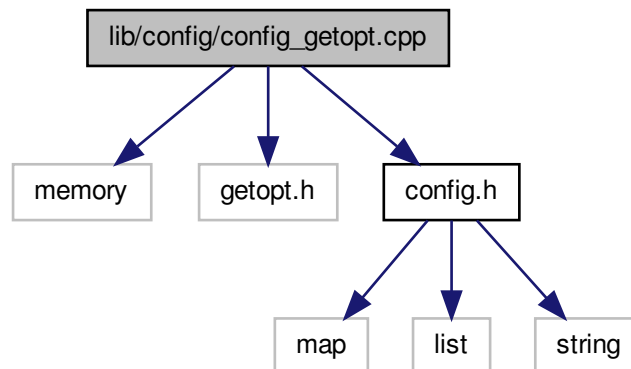 lib/config/config_getopt.cpp
memory
getopt.h
config.h
map
list
string